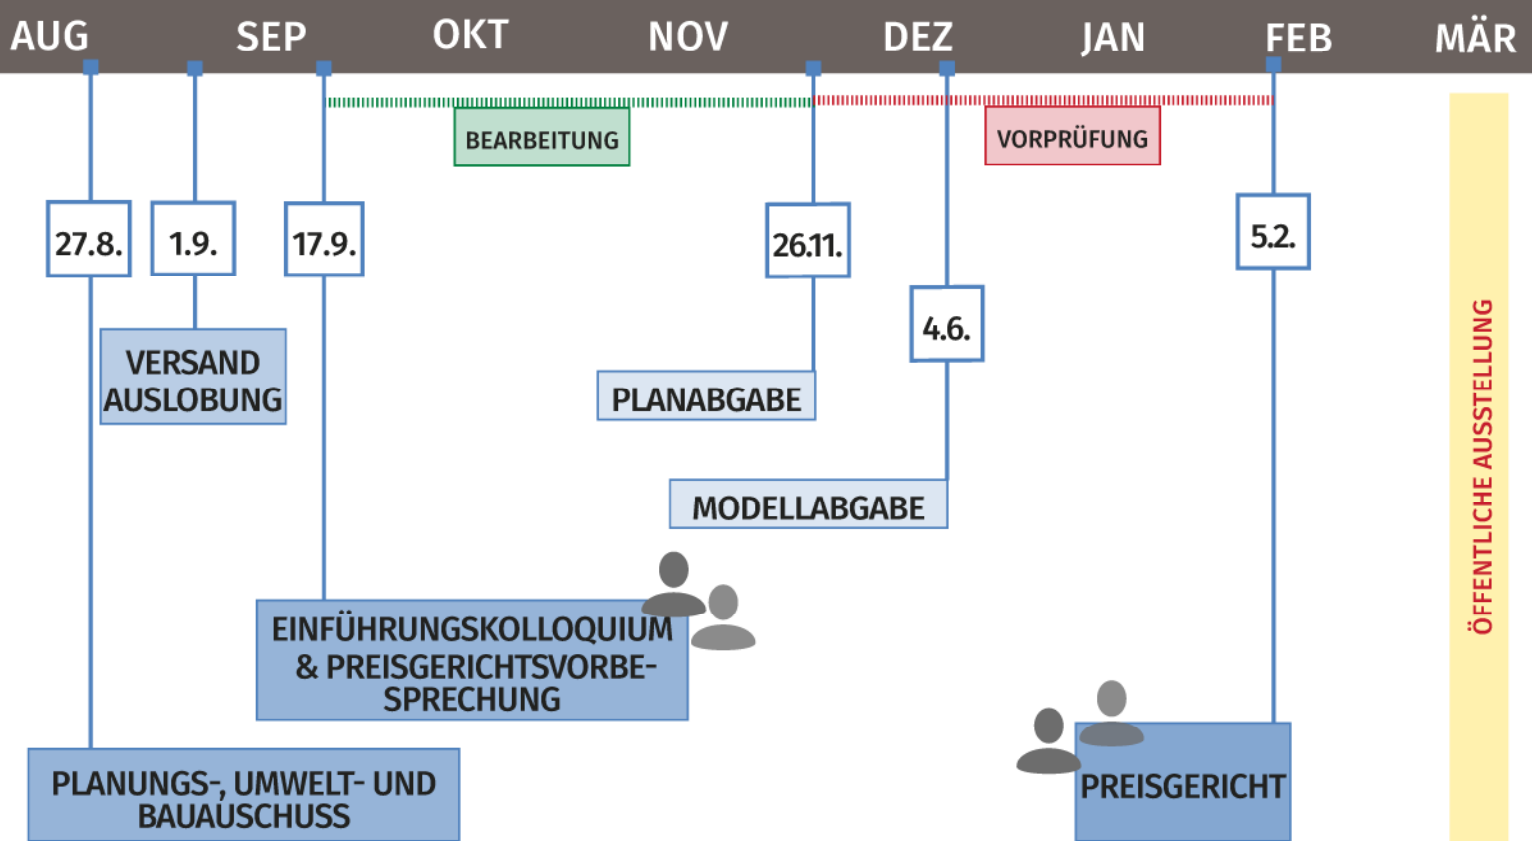 AUG SEP OKT NOV DEZ JAN FEB MÄR
BEARBEITUNG
VORPRÜFUNG
27.8.
1.9.
17.9.
26.11.
4.6.
5.2.
VERSAND
AUSLOBUNG
PLANABGABE
MODELLABGABE
EINFÜHRUNGSKOLLOQUIUM
& PREISGERICHTSVORBE-
SPRECHUNG
PLANUNGS-, UMWELT- UND
BAUAUSCHUSS
PREISGERICHT
ÖFFENTLICHE AUSSTELLUNG